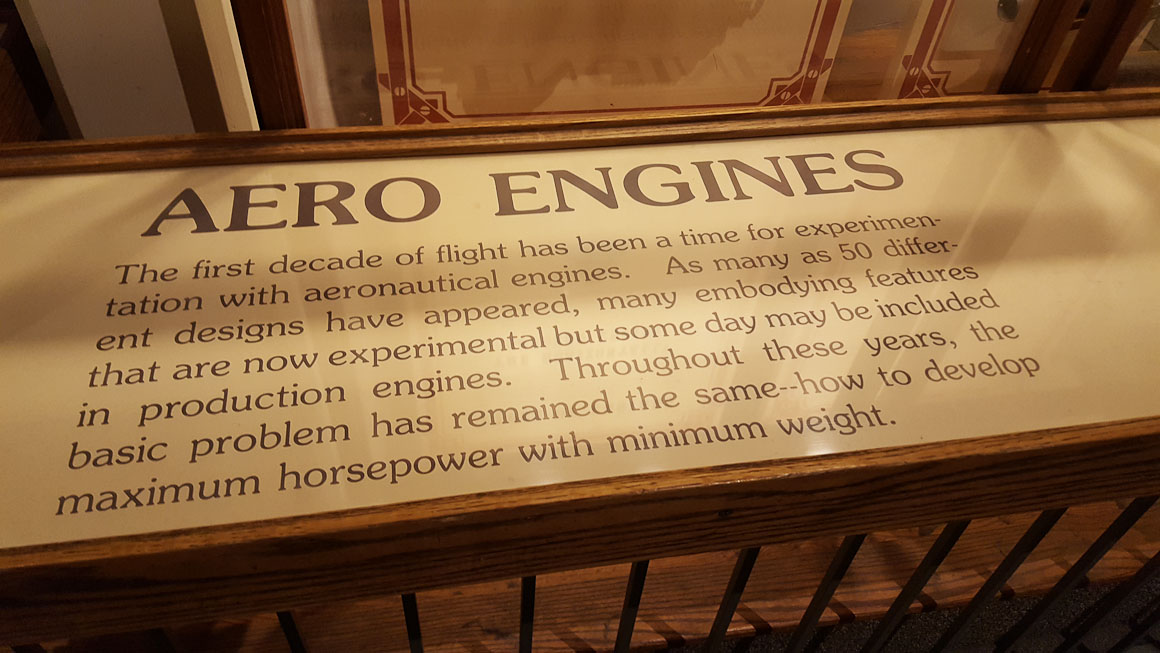 AERO ENGINES
The first decade of flight has been a time for experimen-
tation with aeronautical engines. As many as 50 differ-
ent designs have appeared, many embodying features
that are now experimental but some day may be included
in production engines. Throughout these years, the
basic problem has remained the same--how to develop
maximum horsepower with minimum weight.